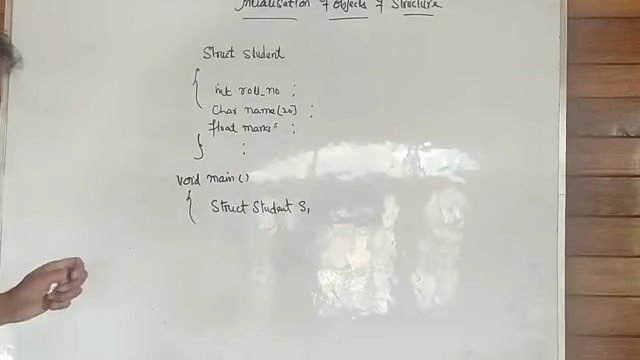 Initialisation of objects of Structure
Struct Student
{
int roll_no ;
Char name[20] ;
float marks ;
} ;
void main()
{ Struct Student S,